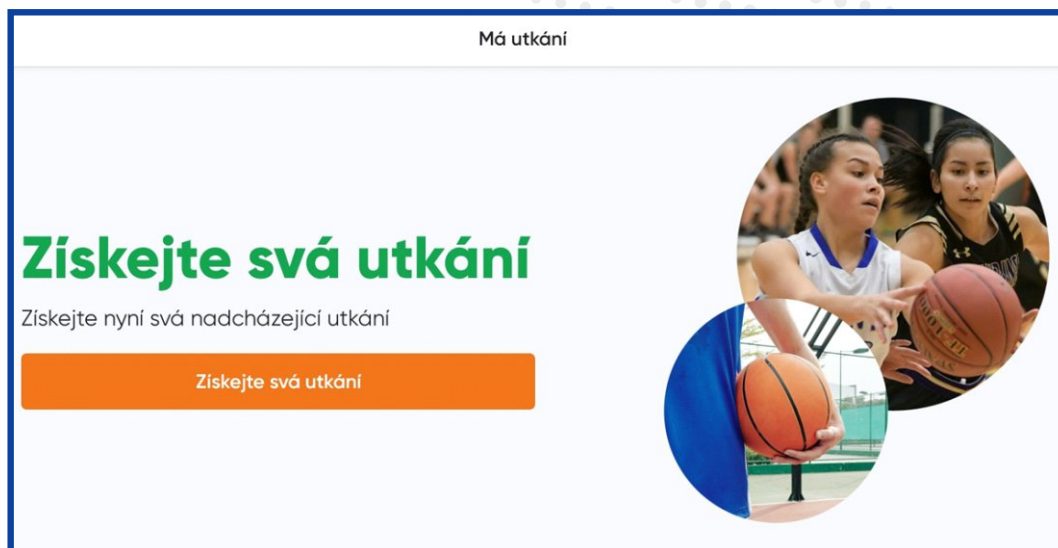 Má utkání
Získejte svá utkání
Získejte nyní svá nadcházející utkání
Získejte svá utkání